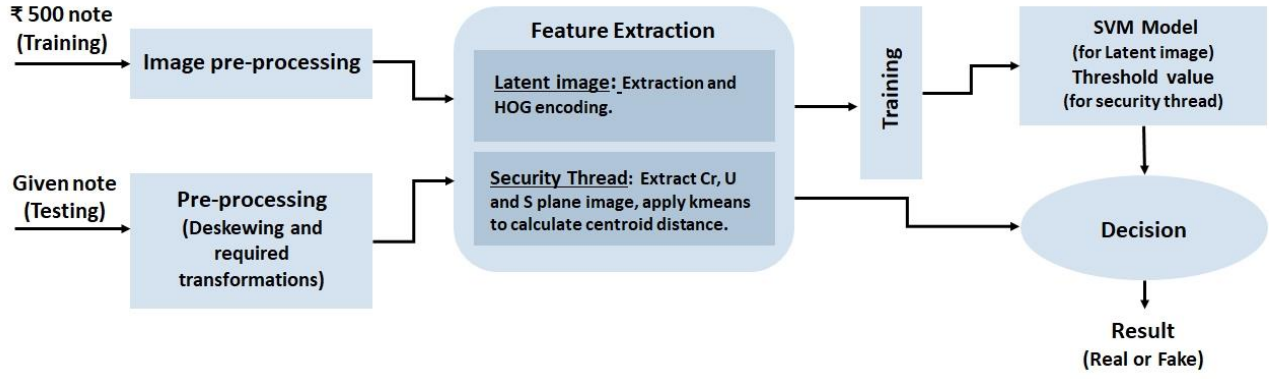 ₹ 500 note
(Training)
Image pre-processing
Given note
(Testing)
Pre-processing
(Deskewing and
required
transformations)
Feature Extraction
Latent image: Extraction and
HOG encoding.
Security Thread: Extract Cr, U
and S plane image, apply kmeans
to calculate centroid distance.
Training
SVM Model
(for Latent image)
Threshold value
(for security thread)
Decision
Result
(Real or Fake)